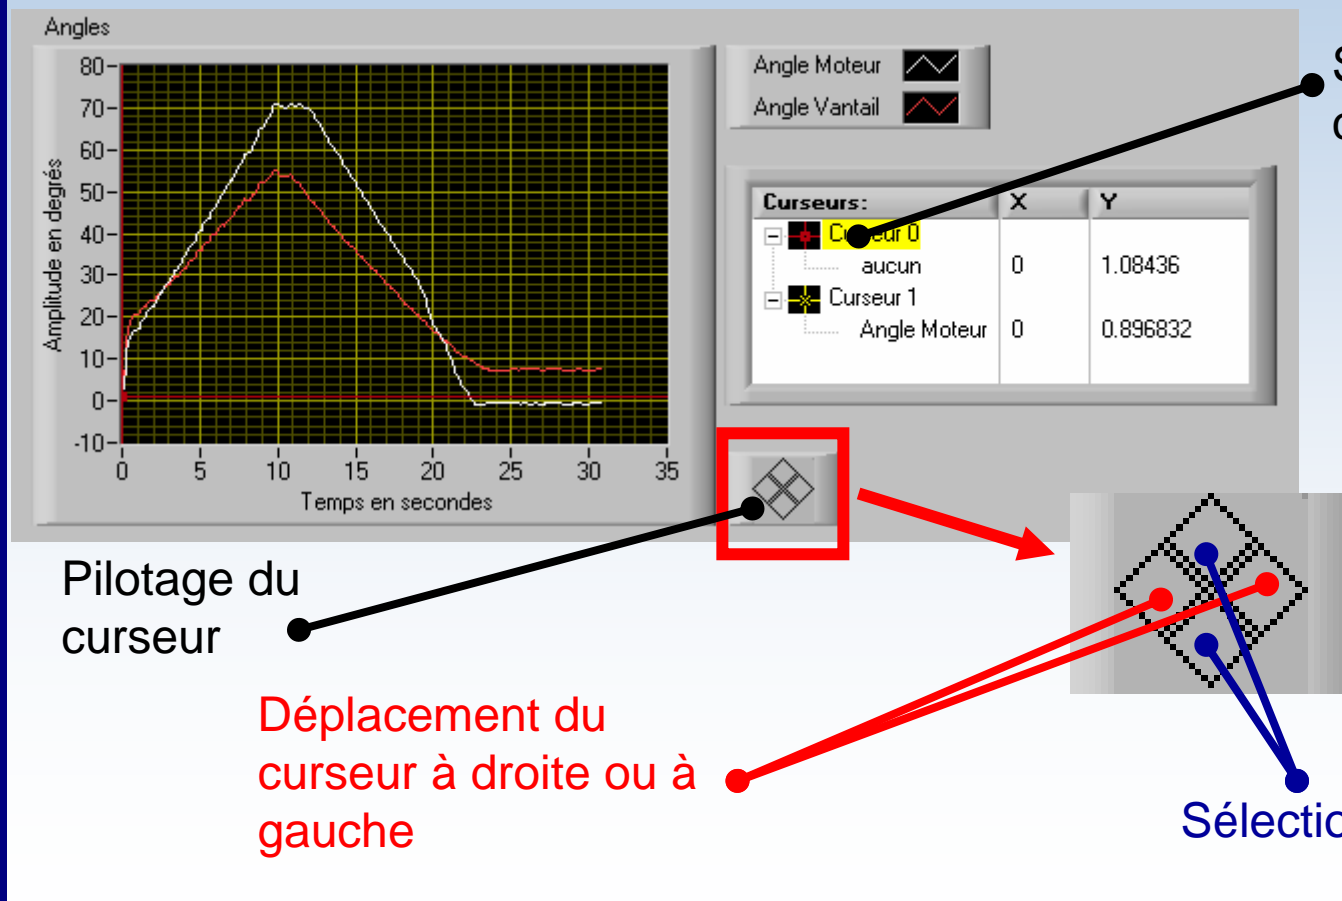 Angles
80
70
60
50
40
30
20
10
0
-10
Amplitude en degrés
0 5 10 15 20 25 30 35
Temps en secondes
Angle Moteur
Angle Vantail
Curseurs: X Y
Curseur 0
aucun 0 1.08436
Curseur 1
Angle Moteur 0 0.896832
Pilotage du
curseur
Déplacement du
curseur à droite ou à
gauche